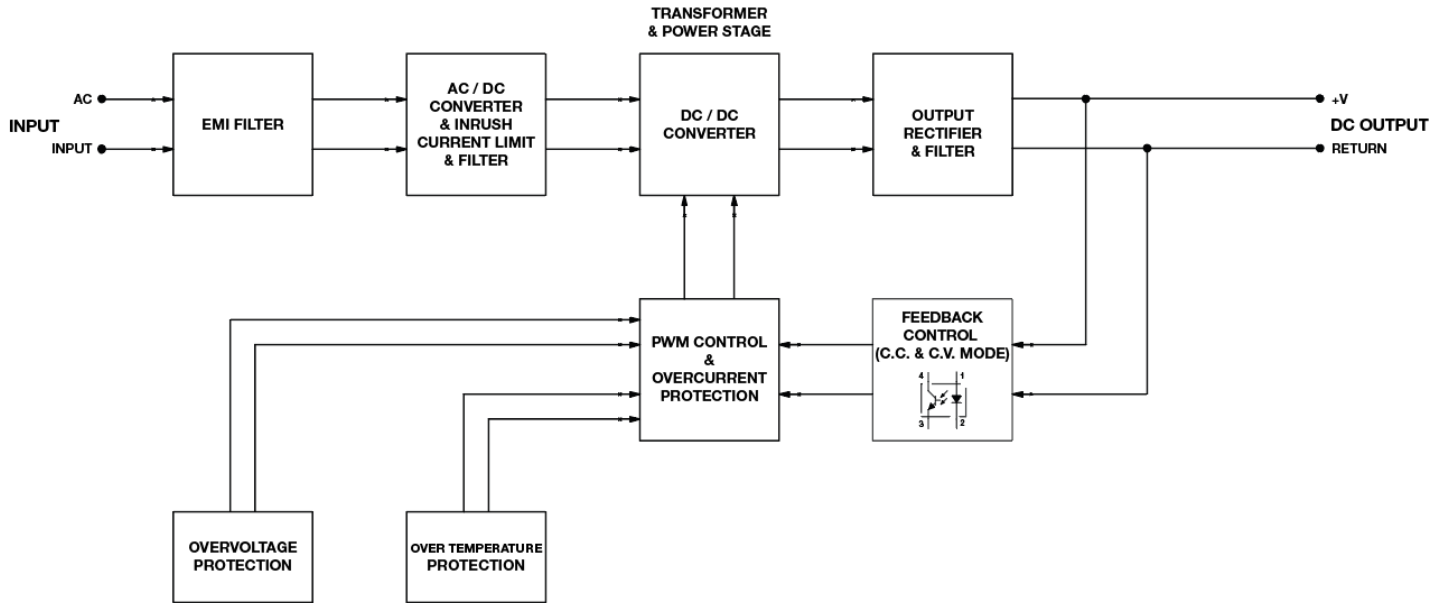 TRANSFORMER
& POWER STAGE
INPUT
AC
INPUT
EMI FILTER
AC / DC
CONVERTER
& INRUSH
CURRENT LIMIT
& FILTER
DC / DC
CONVERTER
OUTPUT
RECTIFIER
& FILTER
+V
DC OUTPUT
RETURN
PWM CONTROL
&
OVERCURRENT
PROTECTION
FEEDBACK
CONTROL
(C.C. & C.V. MODE)
4 1
3 2
OVERVOLTAGE
PROTECTION
OVER TEMPERATURE
PROTECTION